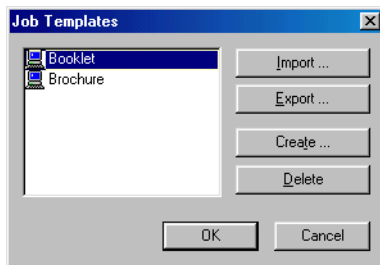 Job Templates
Booklet
Brochure
Import ...
Export ...
Create ...
Delete
OK
Cancel